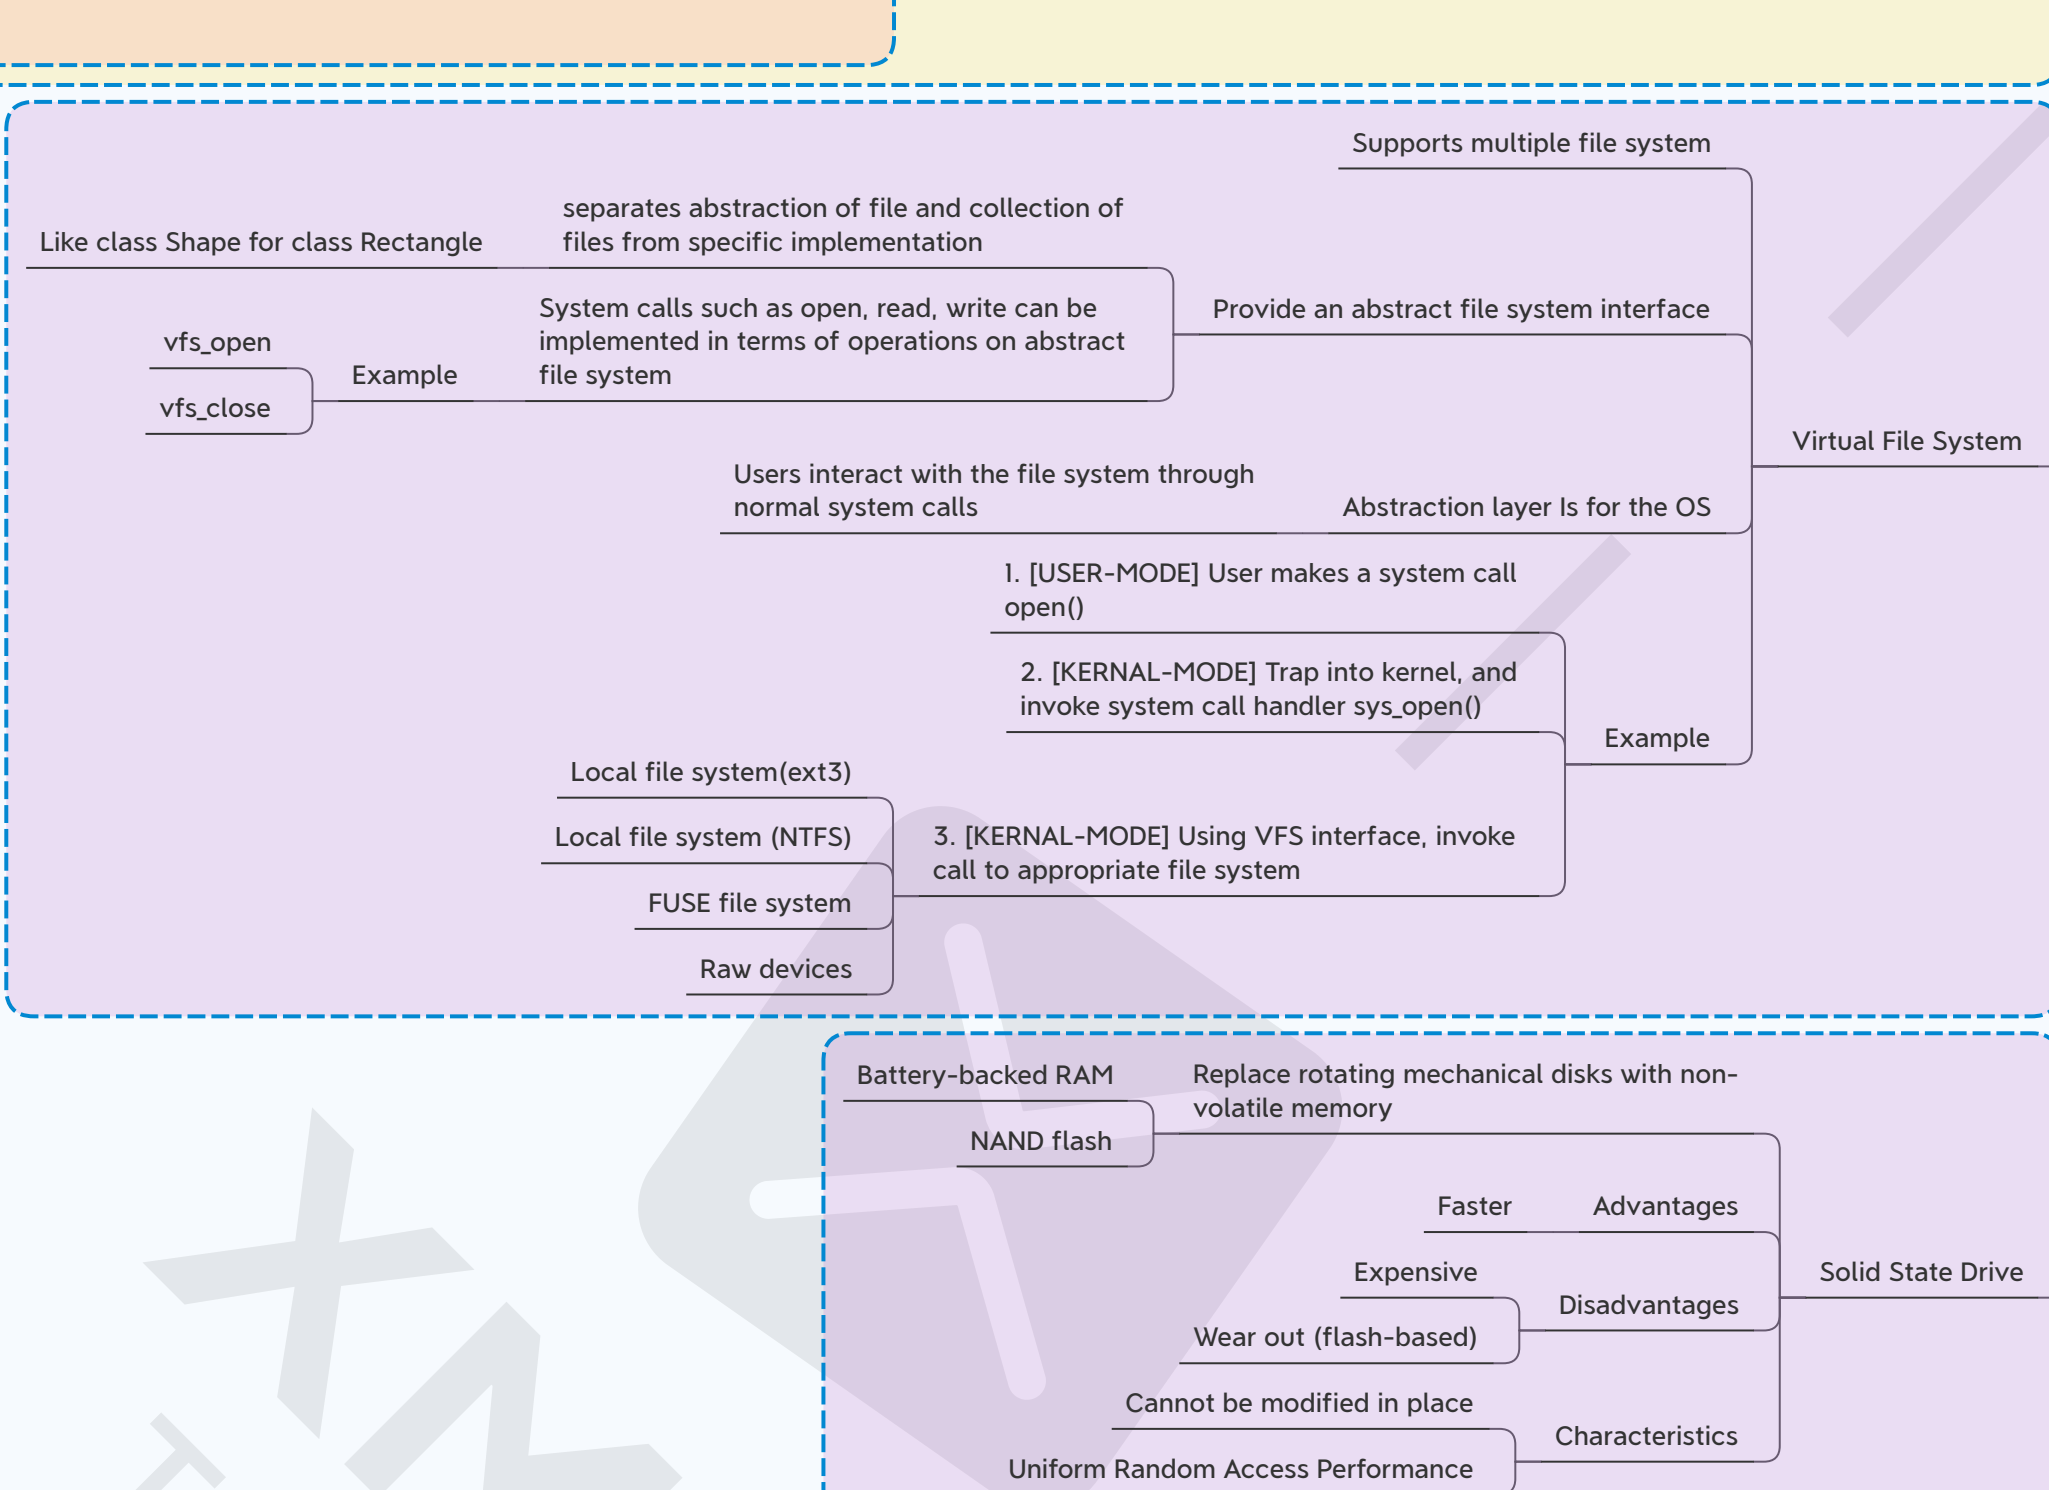 Supports multiple file system
separates abstraction of file and collection of
files from specific implementation
Like class Shape for class Rectangle
Provide an abstract file system interface
System calls such as open, read, write can be
implemented in terms of operations on abstract
file system
Example
vfs_open
vfs_close
Virtual File System
Users interact with the file system through
normal system calls
Abstraction layer Is for the OS
1. [USER-MODE] User makes a system call
open()
2. [KERNAL-MODE] Trap into kernel, and
invoke system call handler sys_open()
Example
3. [KERNAL-MODE] Using VFS interface, invoke
call to appropriate file system
Local file system(ext3)
Local file system (NTFS)
FUSE file system
Raw devices
Replace rotating mechanical disks with non-
volatile memory
Battery-backed RAM
NAND flash
Advantages
Faster
Solid State Drive
Disadvantages
Expensive
Wear out (flash-based)
Characteristics
Cannot be modified in place
Uniform Random Access Performance